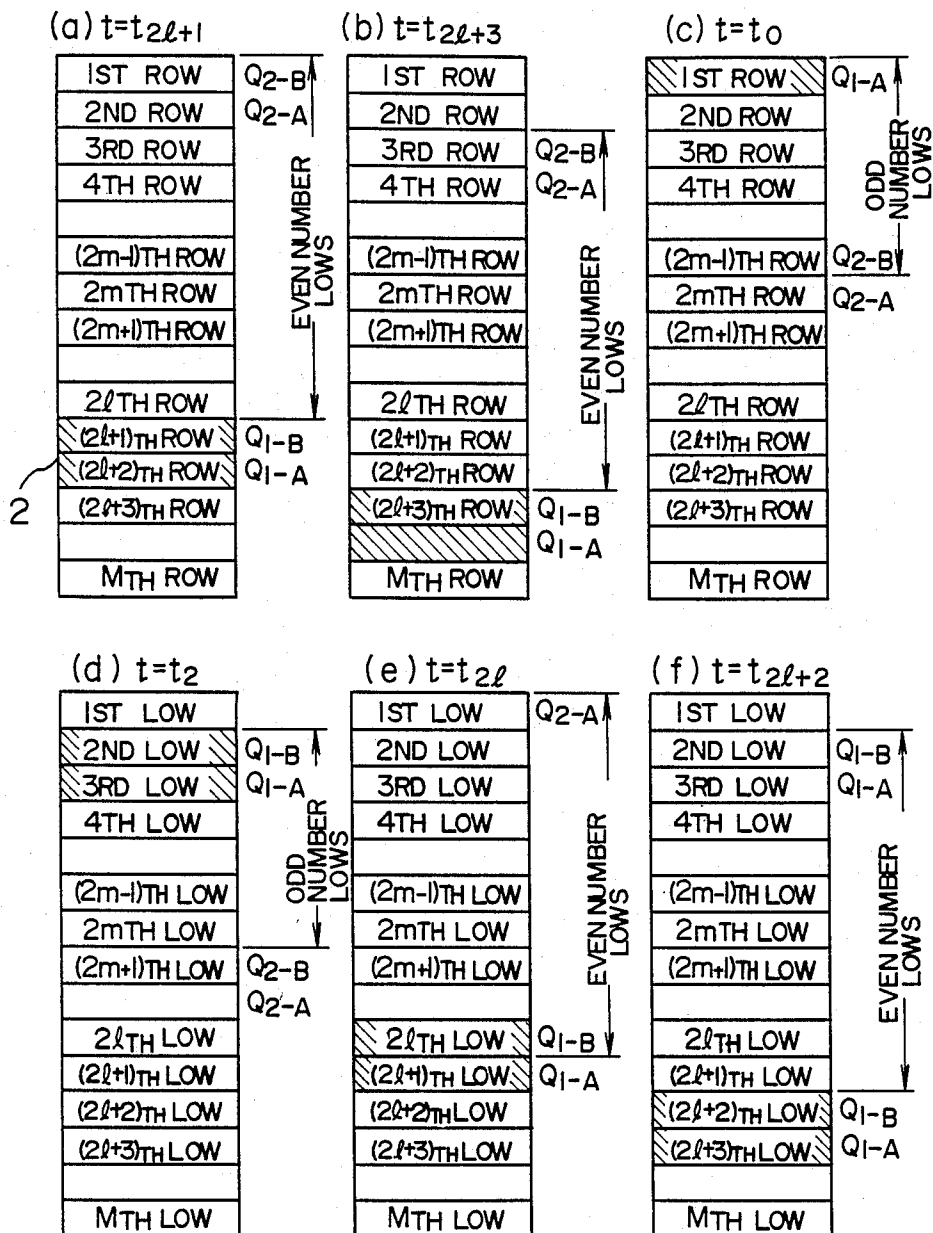 (a) t=t2ℓ+1
1ST ROW Q2-B
2ND ROW Q2-A
3RD ROW
4TH ROW
(2m-1)TH ROW
2mTH ROW
(2m+1)TH ROW
2ℓTH ROW
(2ℓ+1)TH ROW Q1-B
(2ℓ+2)TH ROW Q1-A
(2ℓ+3)TH ROW
MTH ROW
EVEN NUMBER
LOWS
2
(b) t=t2ℓ+3
1ST ROW
2ND ROW
3RD ROW Q2-B
4TH ROW Q2-A
(2m-1)TH ROW
2mTH ROW
(2m+1)TH ROW
2ℓTH ROW
(2ℓ+1)TH ROW
(2ℓ+2)TH ROW
(2ℓ+3)TH ROW Q1-B
Q1-A
MTH ROW
EVEN NUMBER
LOWS
(c) t=t0
1ST ROW Q1-A
2ND ROW
3RD ROW
4TH ROW
(2m-1)TH ROW Q2-B
2mTH ROW Q2-A
(2m+1)TH ROW
2ℓTH ROW
(2ℓ+1)TH ROW
(2ℓ+2)TH ROW
(2ℓ+3)TH ROW
MTH ROW
ODD
NUMBER
LOWS
(d) t=t2
1ST LOW
2ND LOW Q1-B
3RD LOW Q1-A
4TH LOW
(2m-1)TH LOW
2mTH LOW
(2m+1)TH LOW Q2-B
Q2-A
2ℓTH LOW
(2ℓ+1)TH LOW
(2ℓ+2)TH LOW
(2ℓ+3)TH LOW
MTH LOW
ODD
NUMBER
LOWS
(e) t=t2ℓ
1ST LOW Q2-A
2ND LOW
3RD LOW
4TH LOW
(2m-1)TH LOW
2mTH LOW
(2m+1)TH LOW
2ℓTH LOW Q1-B
(2ℓ+1)TH LOW Q1-A
(2ℓ+2)TH LOW
(2ℓ+3)TH LOW
MTH LOW
EVEN NUMBER
LOWS
(f) t=t2ℓ+2
1ST LOW
2ND LOW Q1-B
3RD LOW Q1-A
4TH LOW
(2m-1)TH LOW
2mTH LOW
(2m+1)TH LOW
2ℓTH LOW
(2ℓ+1)TH LOW
(2ℓ+2)TH LOW Q1-B
(2ℓ+3)TH LOW Q1-A
MTH LOW
EVEN NUMBER
LOWS